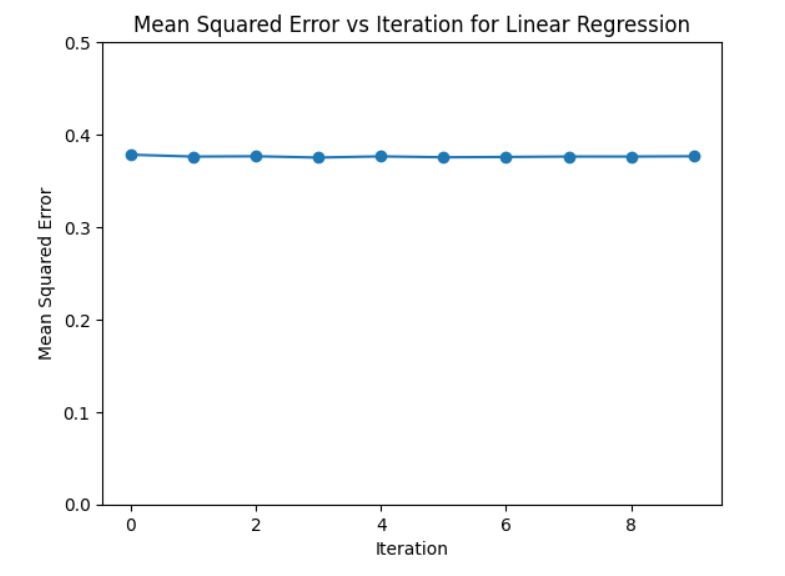 Mean Squared Error vs Iteration for Linear Regression
0.5
0.4
0.3
0.2
0.1
0.0
Mean Squared Error
0 2 4 6 8
Iteration